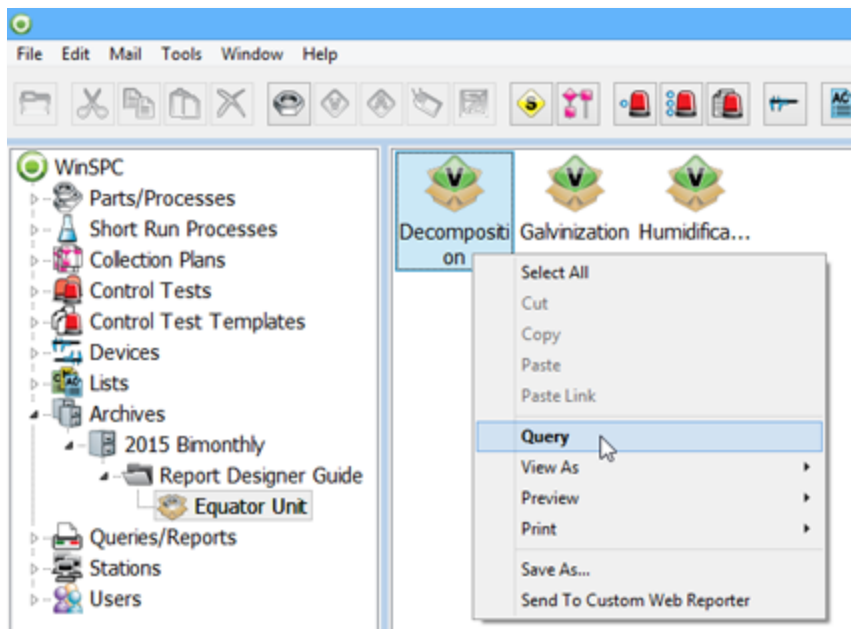 File Edit Mail Tools Window Help
S
AC
WinSPC
Parts/Processes
Short Run Processes
Collection Plans
Control Tests
Control Test Templates
Devices
Lists
Archives
2015 Bimonthly
Report Designer Guide
Equator Unit
Queries/Reports
Stations
Users
V V V
Decompositi Galvinization Humidifica...
on
Select All
Cut
Copy
Paste
Paste Link
Query
View As
Preview
Print
Save As...
Send To Custom Web Reporter